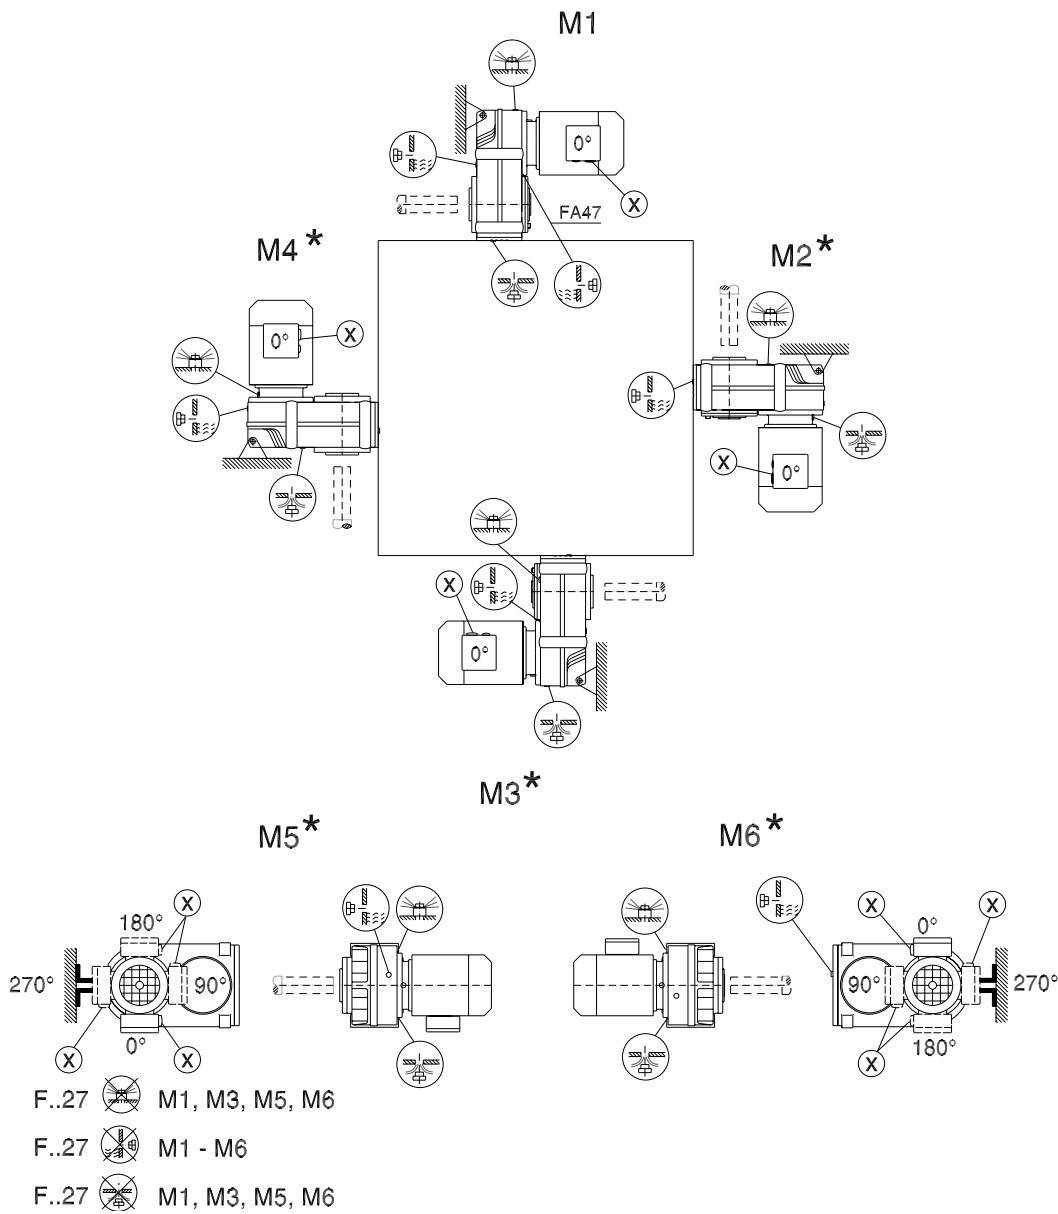 M1
0°
X
FA47
M4*
M2*
0°
X
X
0°
X
0°
M3*
M5*
M6*
180°
X
270°
90°
0°
X
X
X
0°
X
90°
270°
180°
X
F..27 M1, M3, M5, M6
F..27 M1 - M6
F..27 M1, M3, M5, M6